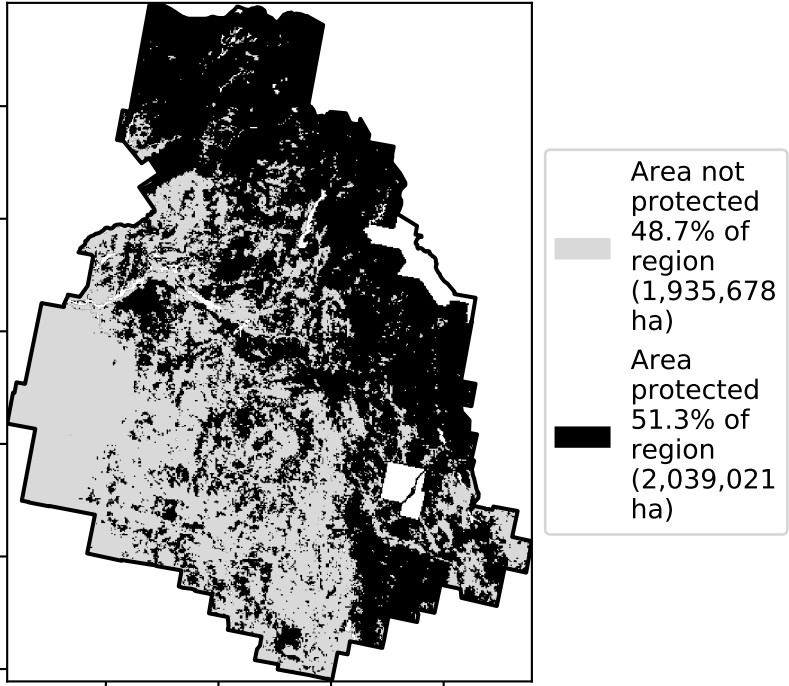 Area not
protected
48.7% of
region
(1,935,678
ha)
Area
protected
51.3% of
region
(2,039,021
ha)